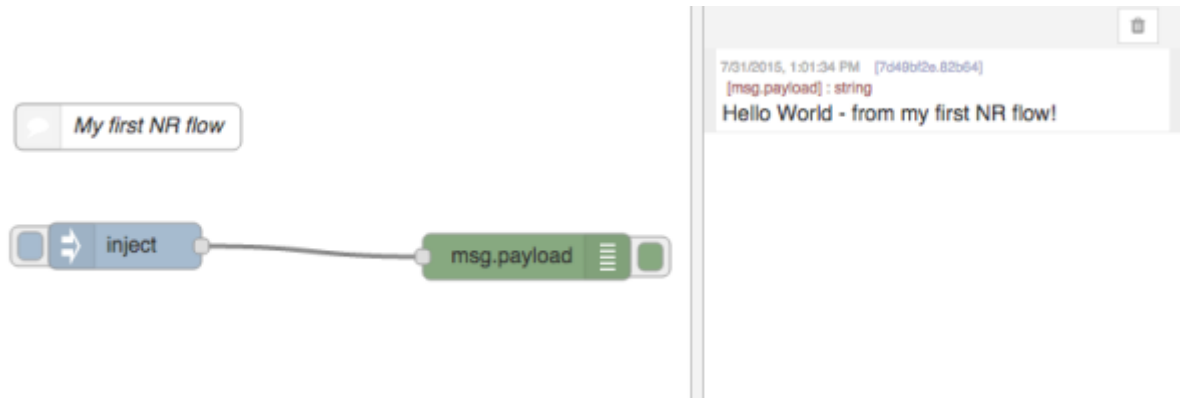 My first NR flow
inject
msg.payload
7/31/2015, 1:01:34 PM [7d49bf2e.82b64]
[msg.payload] : string
Hello World - from my first NR flow!